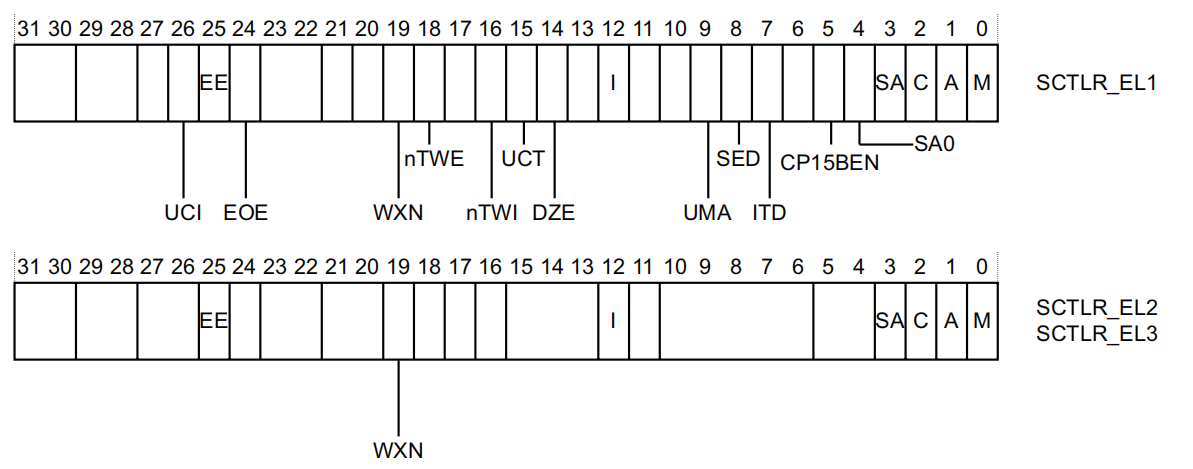 31 30 29 28 27 26 25 24 23 22 21 20 19 18 17 16 15 14 13 12 11 10 9 8 7 6 5 4 3 2 1 0
EE I SA C A M SCTLR_EL1
nTWE UCT SED CP15BEN SA0
UCI EOE WXN nTWI DZE UMA ITD
31 30 29 28 27 26 25 24 23 22 21 20 19 18 17 16 15 14 13 12 11 10 9 8 7 6 5 4 3 2 1 0
EE I SA C A M SCTLR_EL2
SCTLR_EL3
WXN